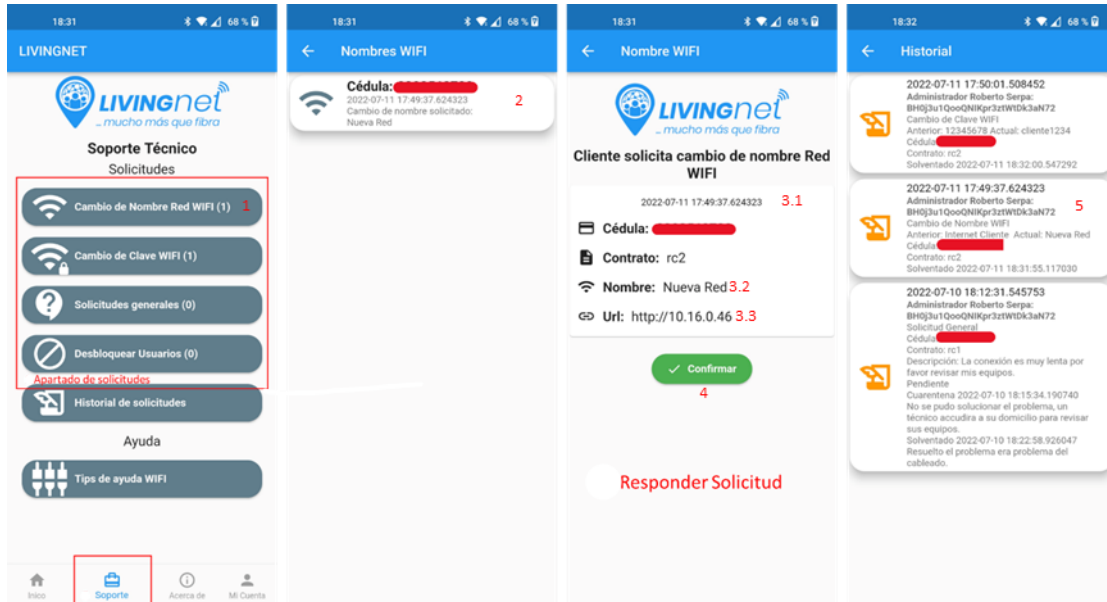 18:31
68 %
LIVINGNET
LIVINGnet
... mucho más que fibra
Soporte Técnico
Solicitudes
Cambio de Nombre Red WIFI (1)
1
Cambio de Clave WIFI (1)
Solicitudes generales (0)
Desbloquear Usuarios (0)
Apartado de solicitudes
Historial de solicitudes
Ayuda
Tips de ayuda WIFI
Inico
Soporte
Acerca de
Mi Cuenta
18:31
68 %
Nombres WIFI
Cédula:
2022-07-11 17:49:37.624323
Cambio de nombre solicitado:
Nueva Red
2
18:31
68 %
Nombre WIFI
LIVINGnet
... mucho más que fibra
Cliente solicita cambio de nombre Red
WIFI
2022-07-11 17:49:37.624323
3.1
Cédula:
Contrato: rc2
Nombre: Nueva Red 3.2
Url: http://10.16.0.46 3.3
Confirmar
4
Responder Solicitud
18:32
68 %
Historial
2022-07-11 17:50:01.508452
Administrador Roberto Serpa:
BH0j3u1QooQNIKpr3ztWtDk3aN72
Cambio de Clave WIFI
Anterior: 12345678 Actual: cliente1234
Cédula
Contrato: rc2
Solventado 2022-07-11 18:32:00.547292
2022-07-11 17:49:37.624323
Administrador Roberto Serpa:
BH0j3u1QooQNIKpr3ztWtDk3aN72
5
Cambio de Nombre WIFI
Anterior: Internet Cliente Actual: Nueva Red
Cédula
Contrato: rc2
Solventado 2022-07-11 18:31:55.117030
2022-07-10 18:12:31.545753
Administrador Roberto Serpa:
BH0j3u1QooQNIKpr3ztWtDk3aN72
Solicitud General
Cédula
Contrato: rc1
Descripción: La conexión es muy lenta por
favor revisar mis equipos.
Pendiente
Cuarentena 2022-07-10 18:15:34.190740
No se pudo solucionar el problema, un
técnico accudira a su domicilio para revisar
sus equipos.
Solventado 2022-07-10 18:22:58.926047
Resuelto el problema era problema del
cableado.